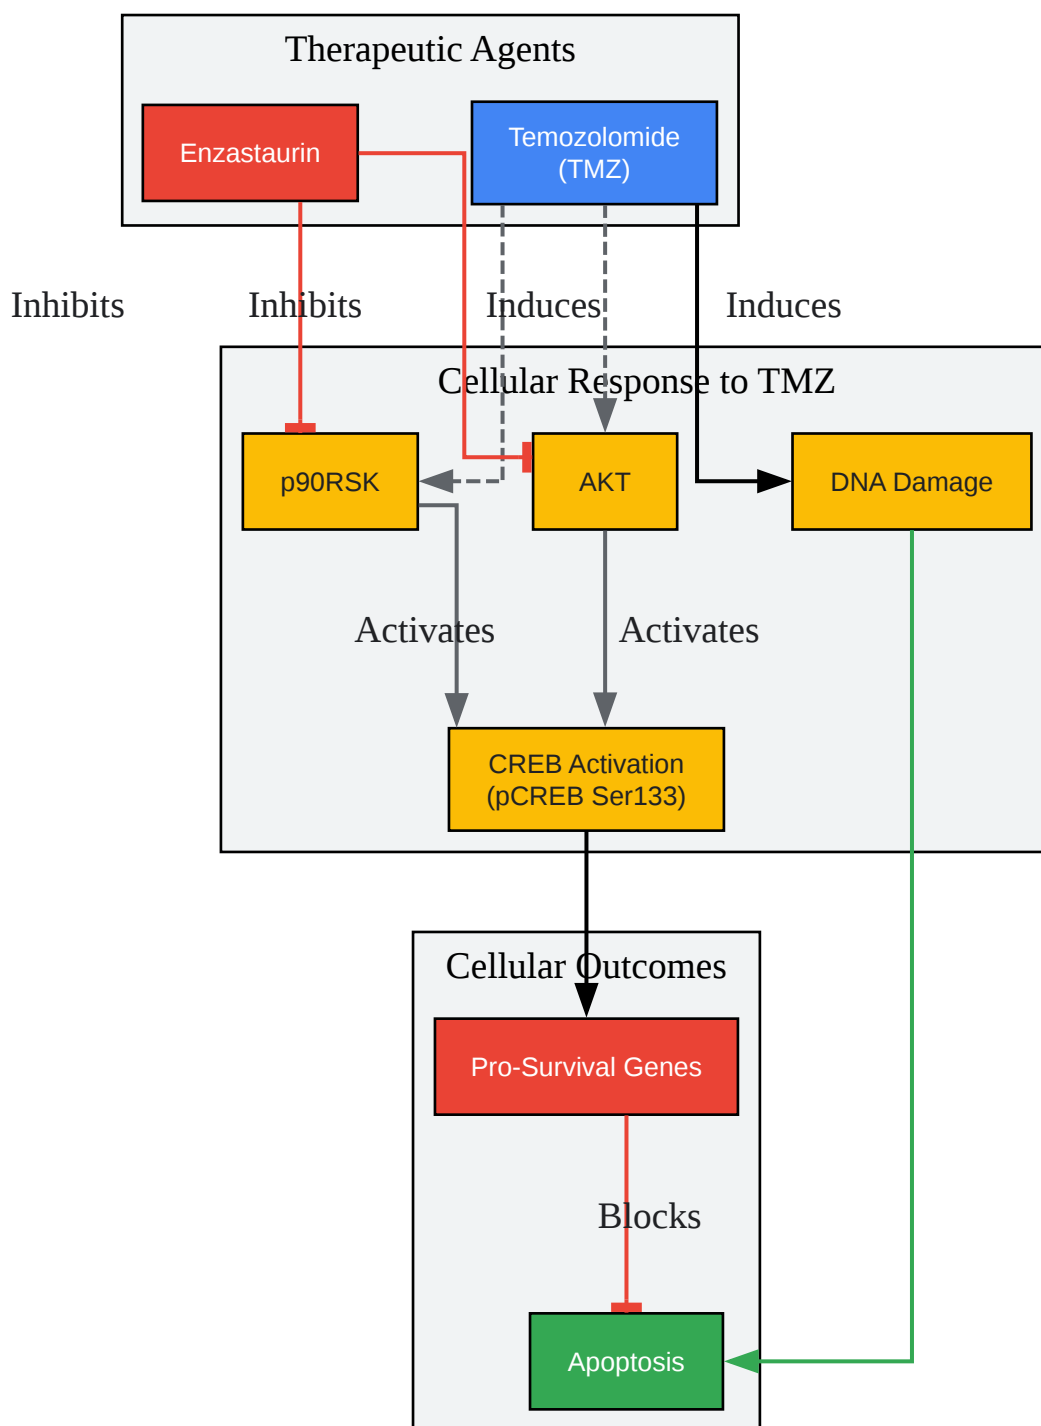 Therapeutic Agents
Enzastaurin
Temozolomide
(TMZ)
Inhibits
Inhibits
Induces
Induces
Cellular Response to TMZ
p90RSK
AKT
DNA Damage
Activates
Activates
CREB Activation
(pCREB Ser133)
Cellular Outcomes
Pro-Survival Genes
Blocks
Apoptosis